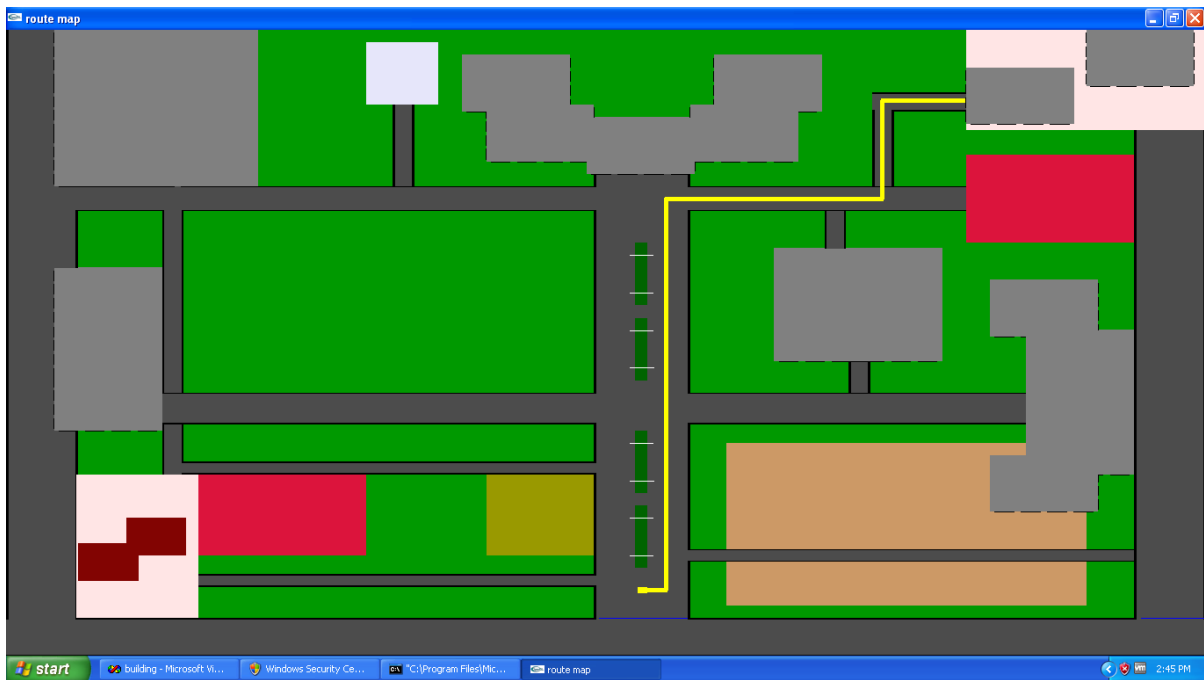 route map
start
building - Microsoft Vi...
Windows Security Ce...
"C:\Program Files\Mic...
route map
2:45 PM